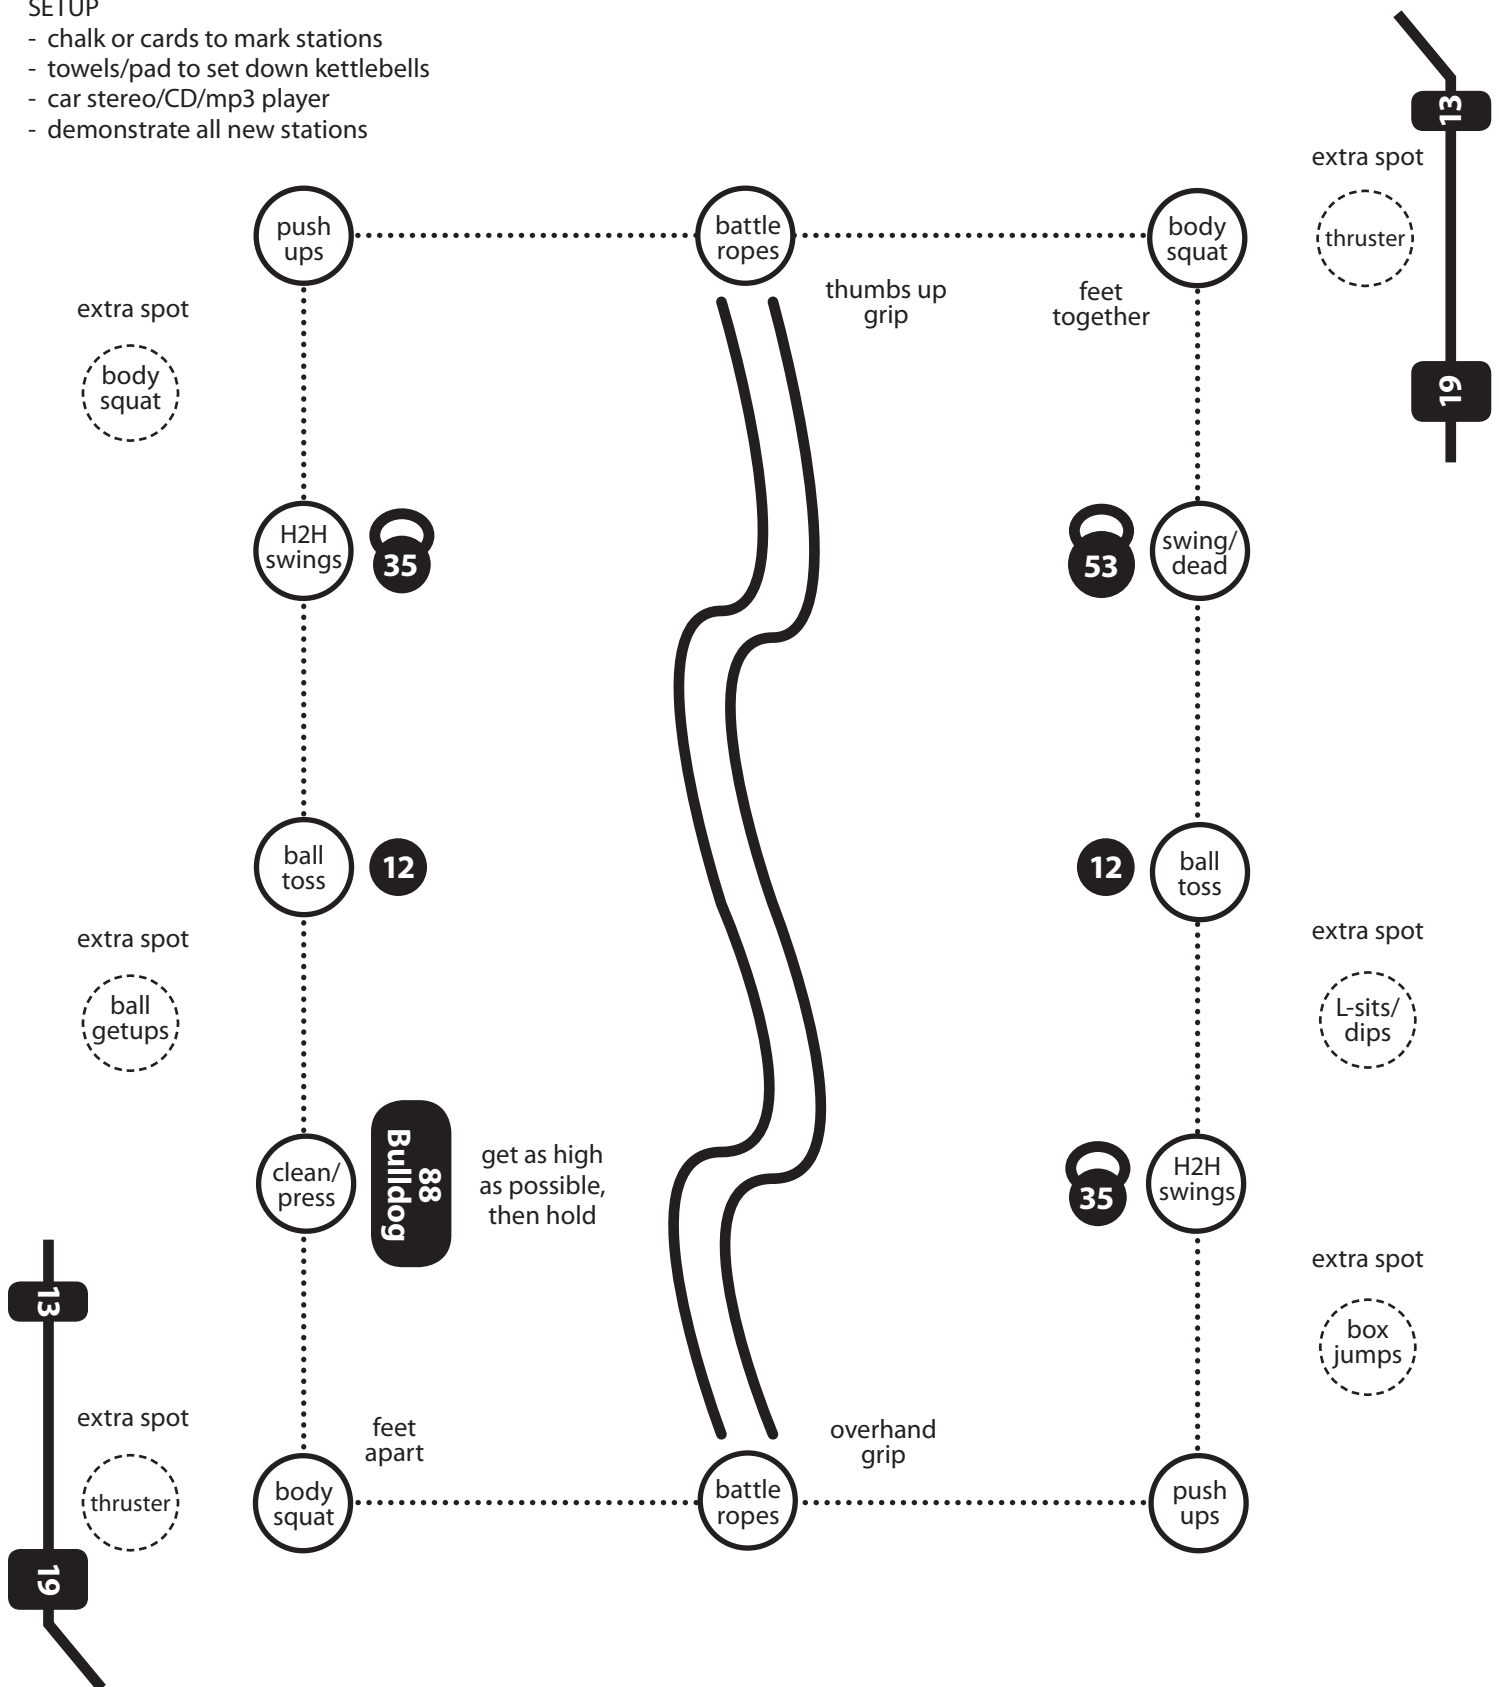 SETUP
- chalk or cards to mark stations
- towels/pad to set down kettlebells
- car stereo/CD/mp3 player
- demonstrate all new stations
13
extra spot
thruster
19
push
ups
battle
ropes
body
squat
thumbs up
grip
feet
together
extra spot
body
squat
H2H
swings
35
53
swing/
dead
ball
toss
12
12
ball
toss
extra spot
ball
getups
extra spot
L-sits/
dips
clean/
press
88
Bulldog
get as high
as possible,
then hold
35
H2H
swings
extra spot
box
jumps
13
extra spot
thruster
19
feet
apart
body
squat
battle
ropes
overhand
grip
push
ups